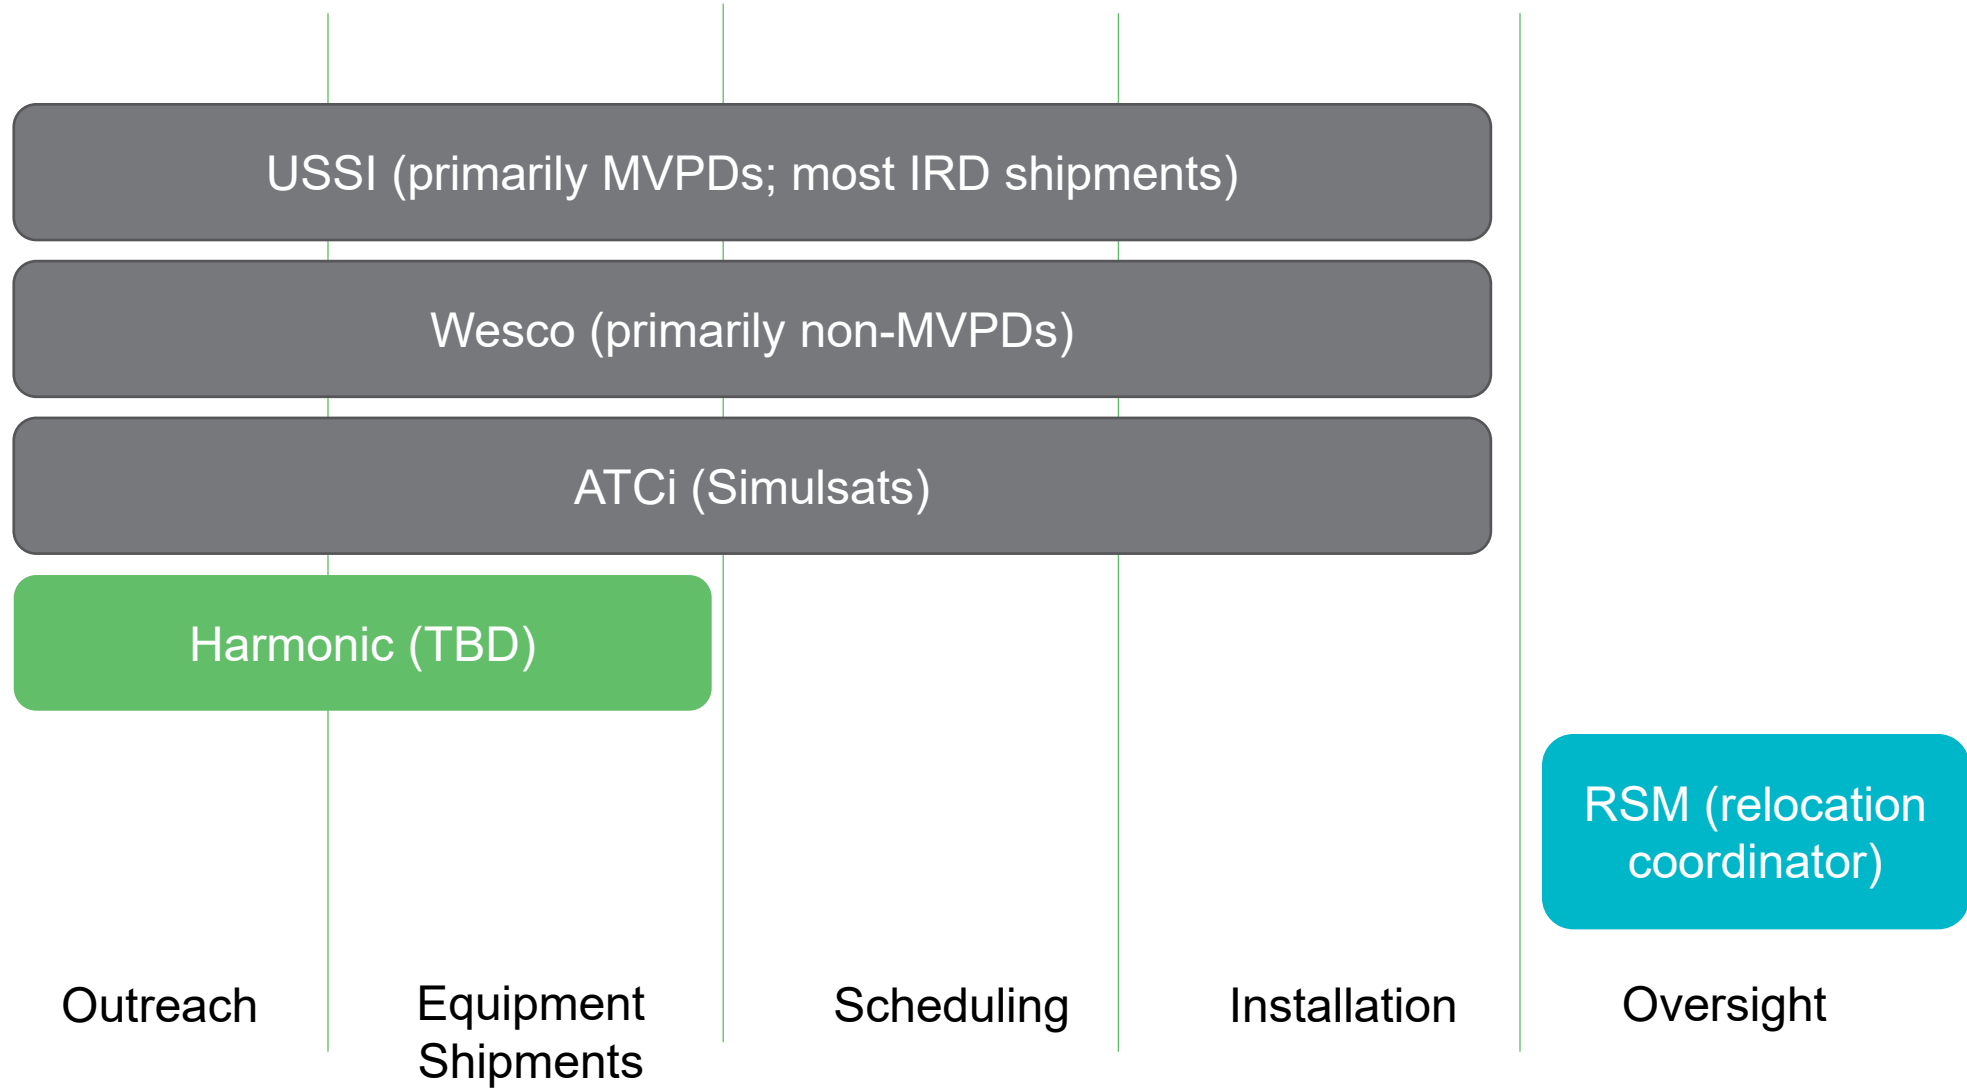 USSI (primarily MVPDs; most IRD shipments)
Wesco (primarily non-MVPDs)
ATCi (Simulsats)
Harmonic (TBD)
RSM (relocation
coordinator)
Outreach
Equipment
Shipments
Scheduling
Installation
Oversight